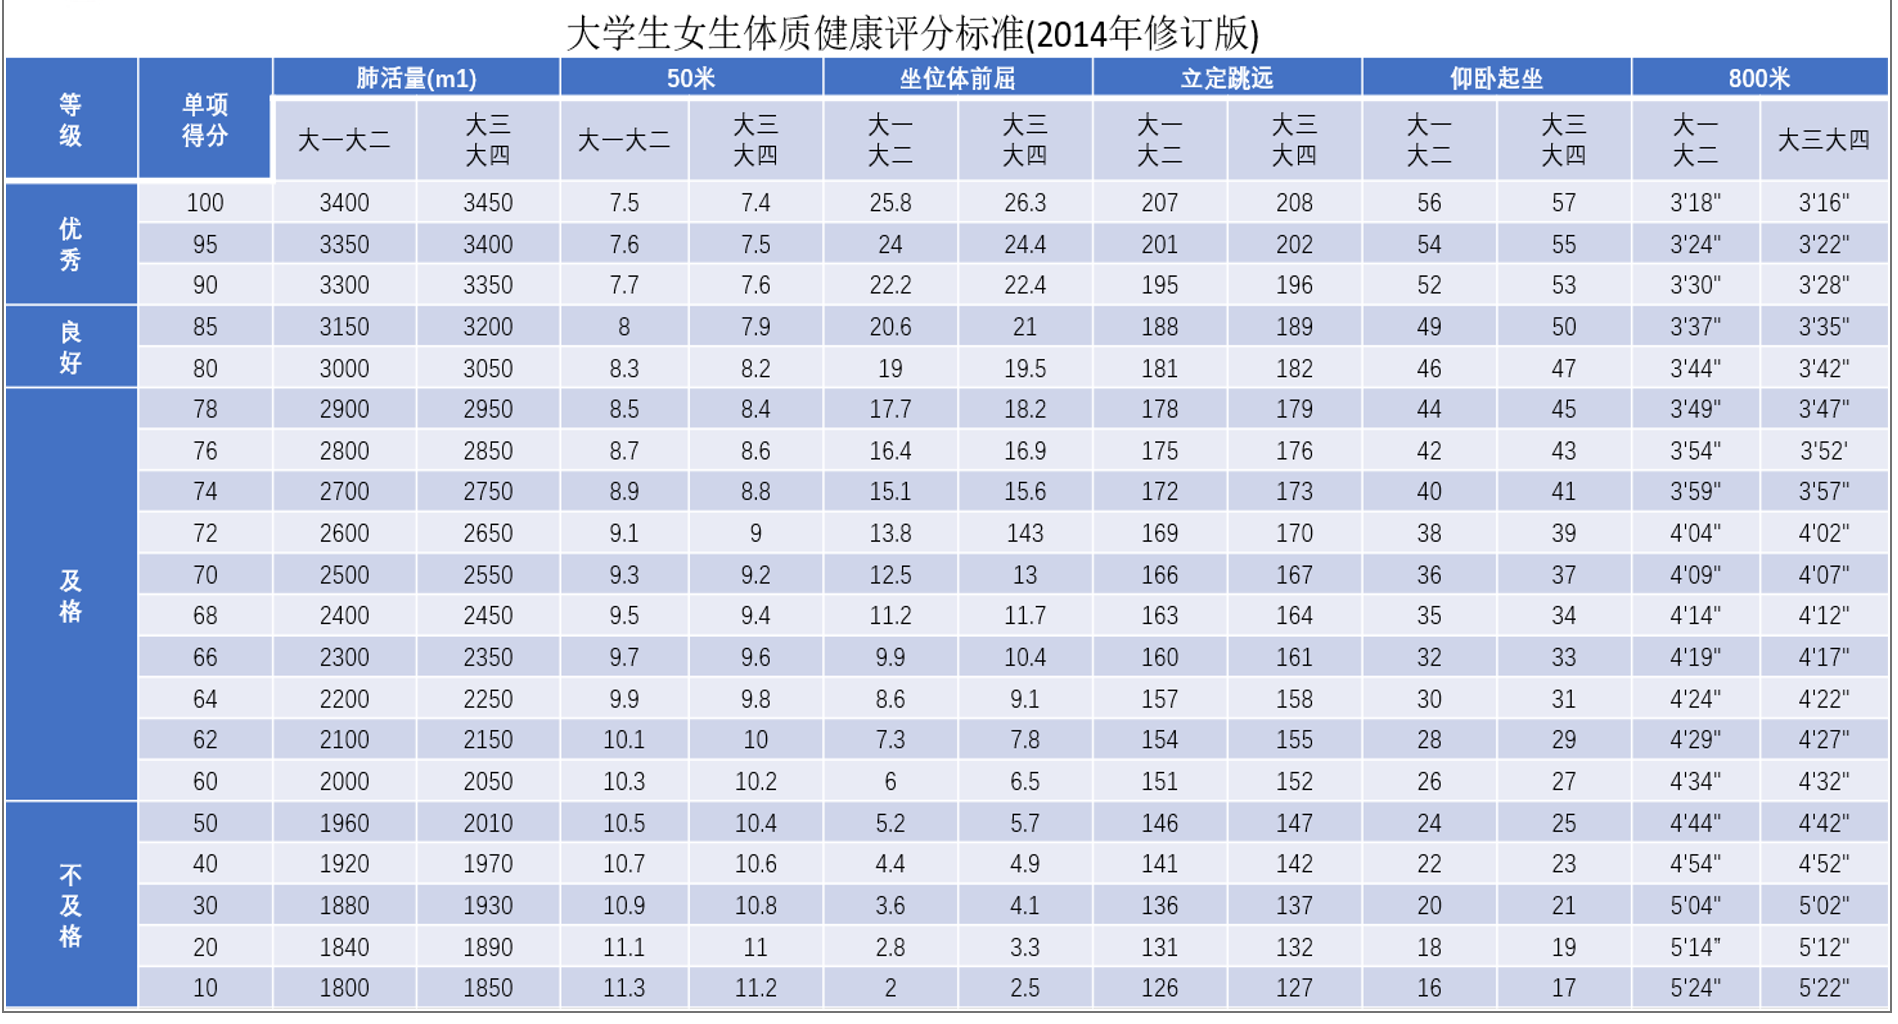 大学生女生体质健康评分标准(2014年修订版)
等级 单项得分 肺活量(m1) 50米 坐位体前屈 立定跳远 仰卧起坐 800米
大一大二 大三大四 大一大二 大三大四 大一大二 大三大四 大一大二 大三大四 大一大二 大三大四 大一大二 大三大四
优秀 100 3400 3450 7.5 7.4 25.8 26.3 207 208 56 57 3'18" 3'16"
95 3350 3400 7.6 7.5 24 24.4 201 202 54 55 3'24" 3'22"
90 3300 3350 7.7 7.6 22.2 22.4 195 196 52 53 3'30" 3'28"
良好 85 3150 3200 8 7.9 20.6 21 188 189 49 50 3'37" 3'35"
80 3000 3050 8.3 8.2 19 19.5 181 182 46 47 3'44" 3'42"
及格 78 2900 2950 8.5 8.4 17.7 18.2 178 179 44 45 3'49" 3'47"
76 2800 2850 8.7 8.6 16.4 16.9 175 176 42 43 3'54" 3'52'
74 2700 2750 8.9 8.8 15.1 15.6 172 173 40 41 3'59" 3'57"
72 2600 2650 9.1 9 13.8 143 169 170 38 39 4'04" 4'02"
70 2500 2550 9.3 9.2 12.5 13 166 167 36 37 4'09" 4'07"
68 2400 2450 9.5 9.4 11.2 11.7 163 164 35 34 4'14" 4'12"
66 2300 2350 9.7 9.6 9.9 10.4 160 161 32 33 4'19" 4'17"
64 2200 2250 9.9 9.8 8.6 9.1 157 158 30 31 4'24" 4'22"
62 2100 2150 10.1 10 7.3 7.8 154 155 28 29 4'29" 4'27"
60 2000 2050 10.3 10.2 6 6.5 151 152 26 27 4'34" 4'32"
不及格 50 1960 2010 10.5 10.4 5.2 5.7 146 147 24 25 4'44" 4'42"
40 1920 1970 10.7 10.6 4.4 4.9 141 142 22 23 4'54" 4'52"
30 1880 1930 10.9 10.8 3.6 4.1 136 137 20 21 5'04" 5'02"
20 1840 1890 11.1 11 2.8 3.3 131 132 18 19 5'14” 5'12"
10 1800 1850 11.3 11.2 2 2.5 126 127 16 17 5'24" 5'22"